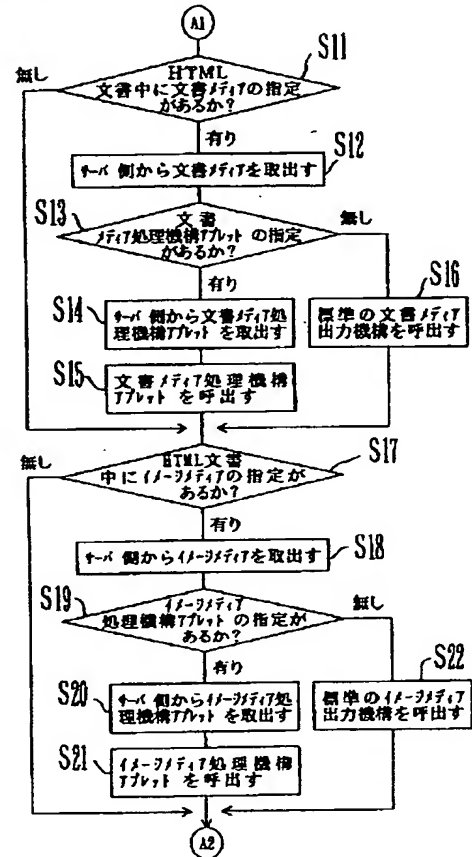 A1
S11
無し
HTML
文書中に文書メディアの指定
があるか?
有り
S12
サーバ 側から文書メディアを取出す
S13
文書
メディア処理機構アプレット の指定
があるか?
無し
有り
S14
サーバ 側から文書メディア処
理機構アプレット を取出す
S16
標準の文書メディア
出力機構を呼出す
S15
文書メディア処理機構
アプレット を呼出す
S17
無し
HTML文書
中にイメージメディアの指定が
あるか?
有り
S18
サーバ 側からイメージメディアを取出す
S19
イメージメディア
処理機構アプレット の指定が
あるか?
無し
有り
S20
サーバ 側からイメージメディア処
理機構アプレット を取出す
S22
標準のイメージメディア
出力機構を呼出す
S21
イメージメディア処理機構
アプレット を呼出す
A2